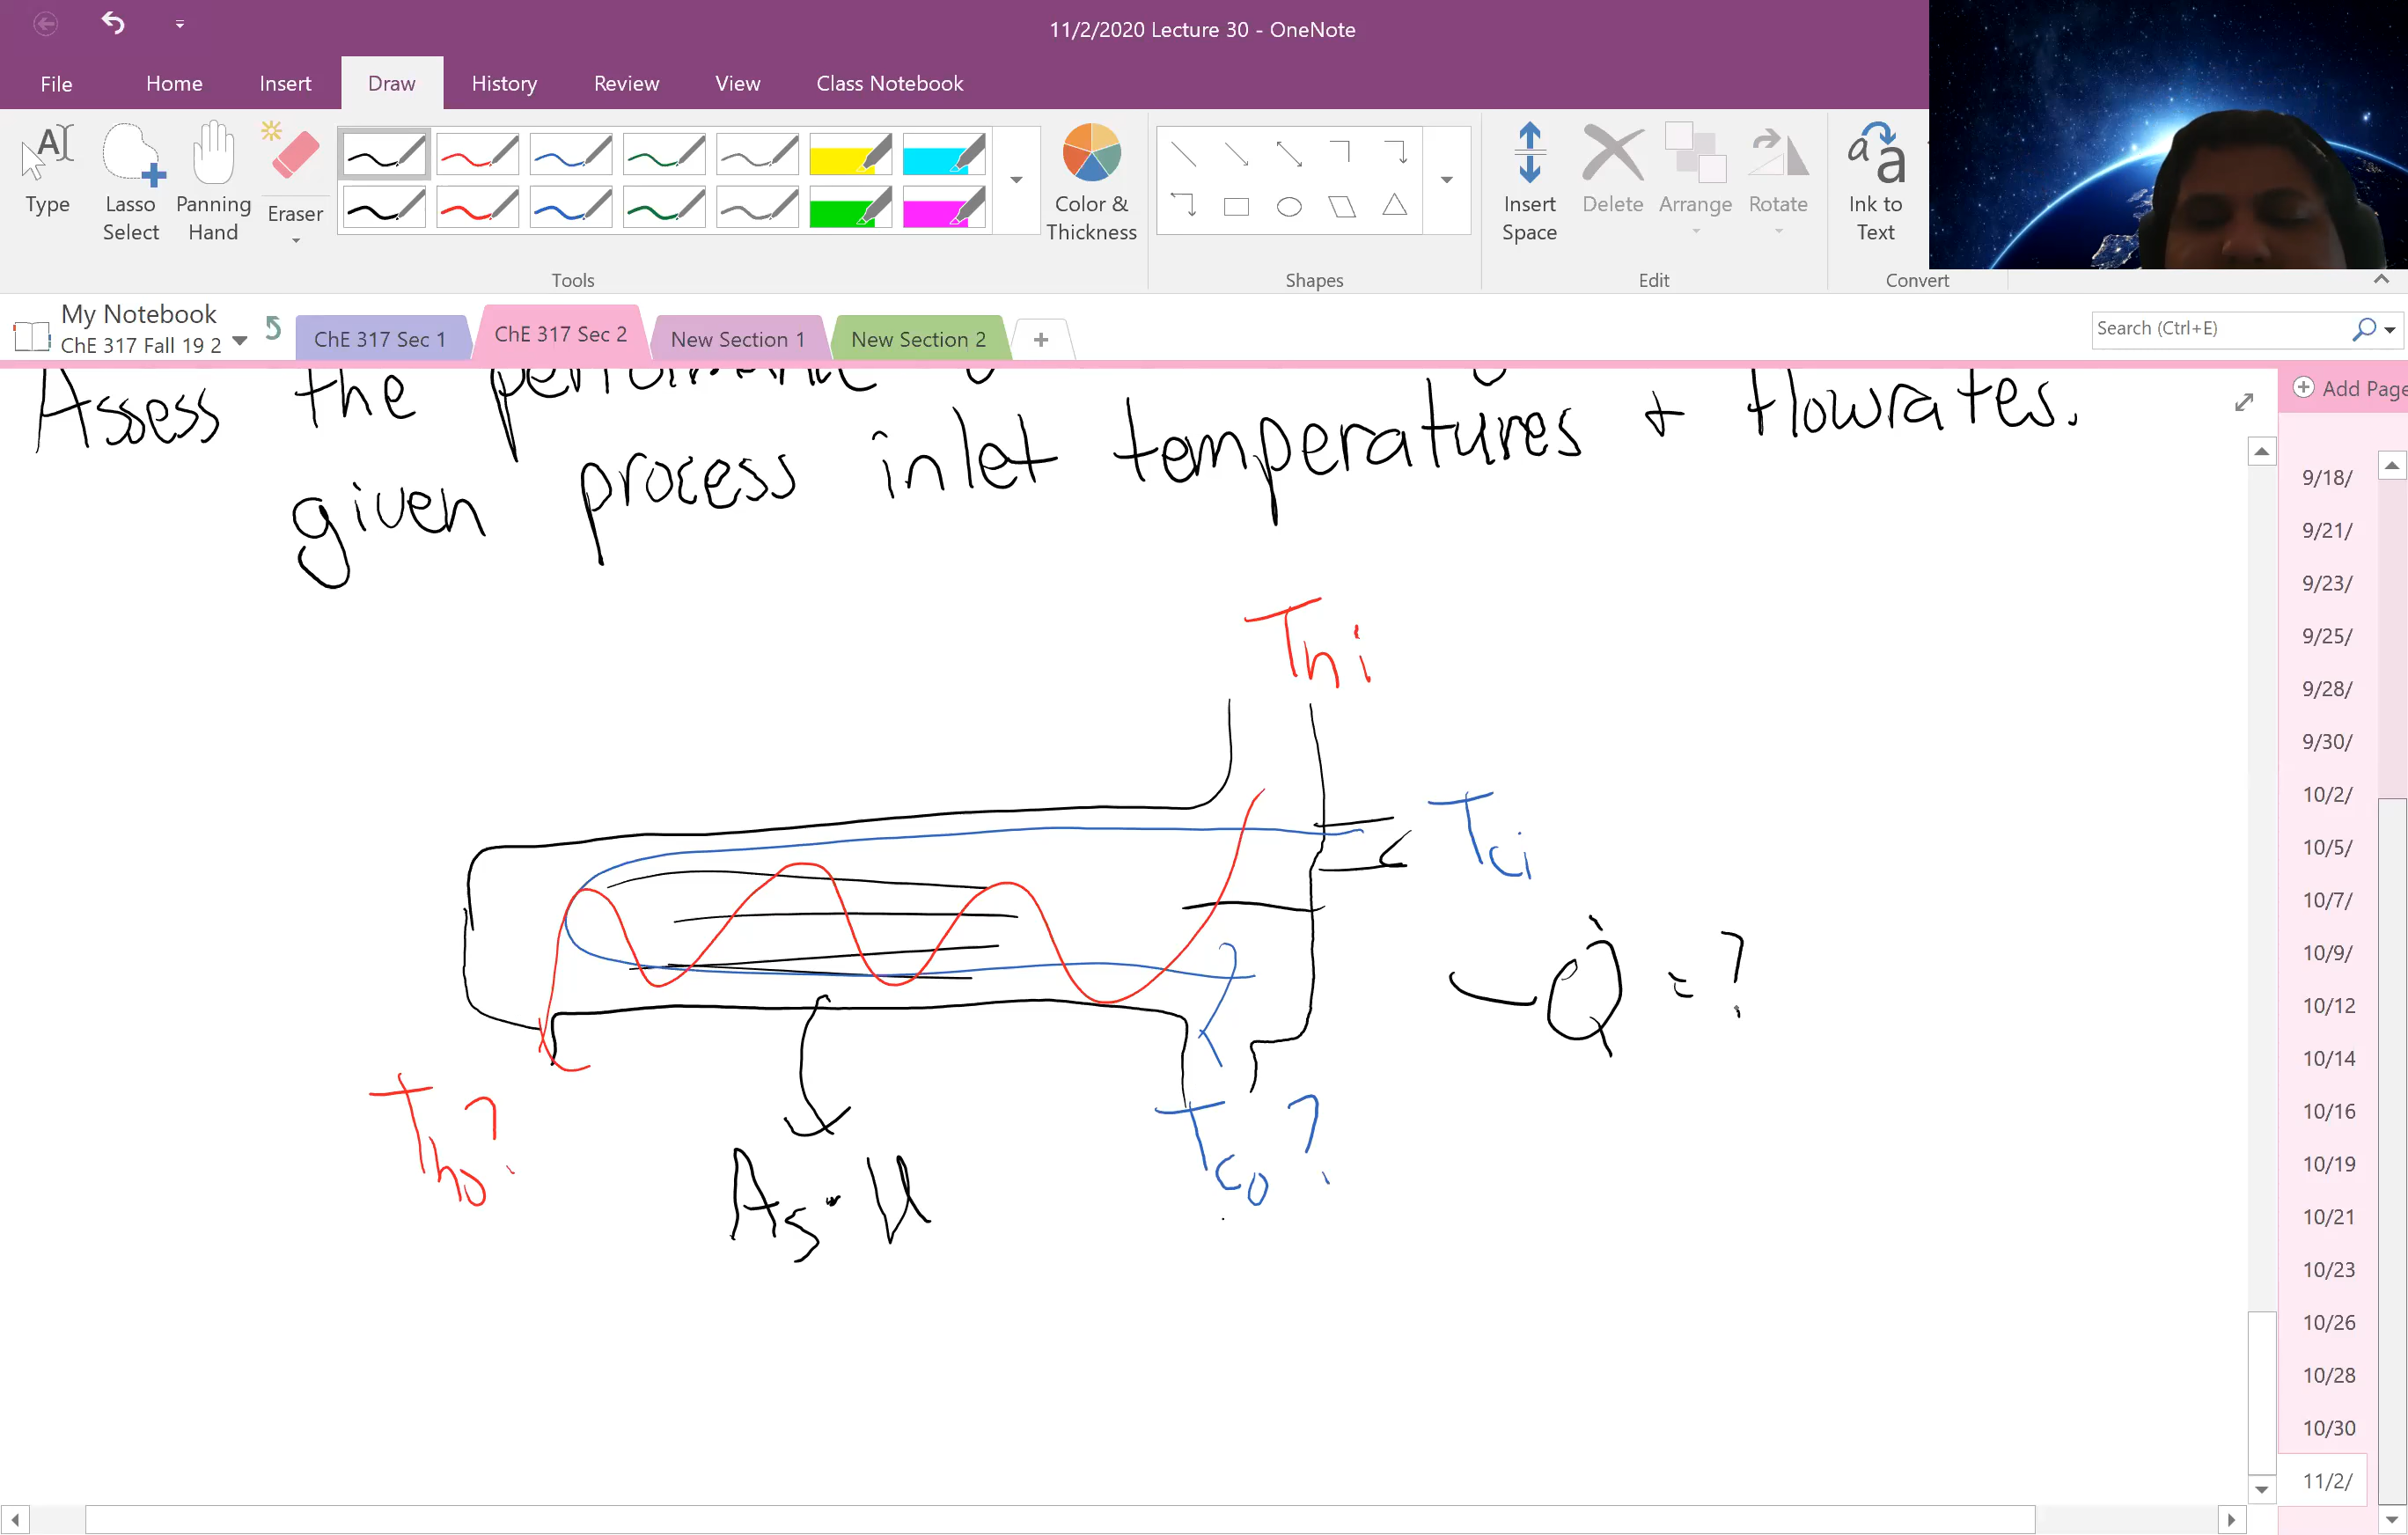 11/2/2020 Lecture 30 - OneNote
File Home Insert Draw History Review View Class Notebook
Type
Lasso Select
Panning Hand
Eraser
Color & Thickness
Insert Space
Delete
Arrange
Rotate
Ink to Text
Tools
Shapes
Edit
Convert
My Notebook
ChE 317 Fall 19 2
ChE 317 Sec 1
ChE 317 Sec 2
New Section 1
New Section 2
+
Search (Ctrl+E)
Add Page
Assess the
given process inlet temperatures + flowrates.
Thi
Tci
Q̇ = ?
Tho?
Tco?
As · U
9/18/
9/21/
9/23/
9/25/
9/28/
9/30/
10/2/
10/5/
10/7/
10/9/
10/12
10/14
10/16
10/19
10/21
10/23
10/26
10/28
10/30
11/2/